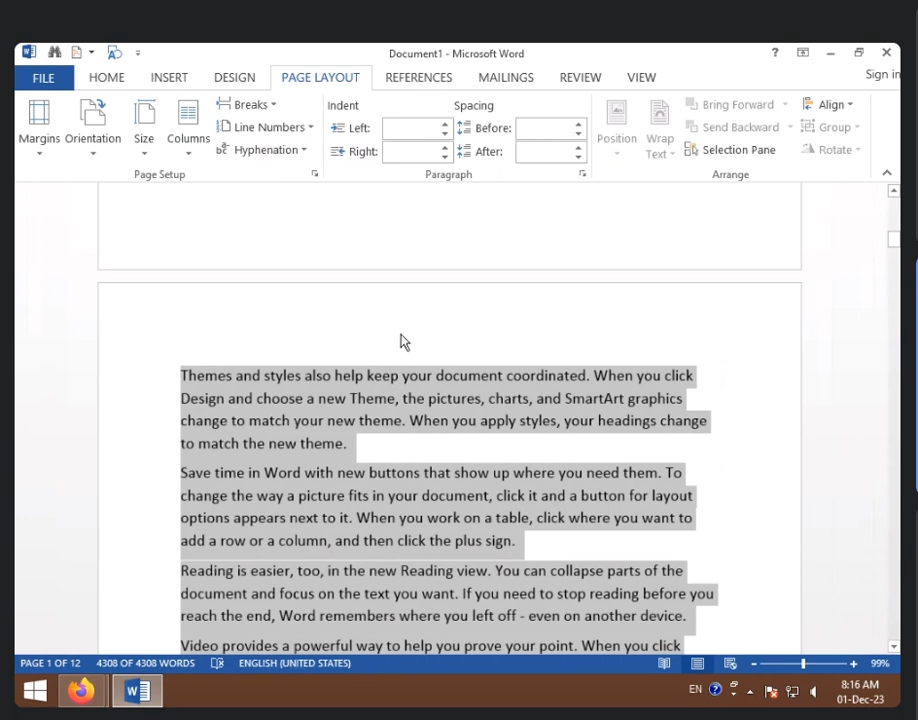 Document1 - Microsoft Word
?
FILE HOME INSERT DESIGN PAGE LAYOUT REFERENCES MAILINGS REVIEW VIEW Sign in
Margins Orientation Size Columns
Breaks
Line Numbers
Hyphenation
Page Setup
Indent Spacing
Left: Before:
Right: After:
Paragraph
Position Wrap Text
Bring Forward
Send Backward
Selection Pane
Align
Group
Rotate
Arrange
Themes and styles also help keep your document coordinated. When you click
Design and choose a new Theme, the pictures, charts, and SmartArt graphics
change to match your new theme. When you apply styles, your headings change
to match the new theme.
Save time in Word with new buttons that show up where you need them. To
change the way a picture fits in your document, click it and a button for layout
options appears next to it. When you work on a table, click where you want to
add a row or a column, and then click the plus sign.
Reading is easier, too, in the new Reading view. You can collapse parts of the
document and focus on the text you want. If you need to stop reading before you
reach the end, Word remembers where you left off - even on another device.
Video provides a powerful way to help you prove your point. When you click
PAGE 1 OF 12 4308 OF 4308 WORDS ENGLISH (UNITED STATES) 99%
EN 8:16 AM
01-Dec-23